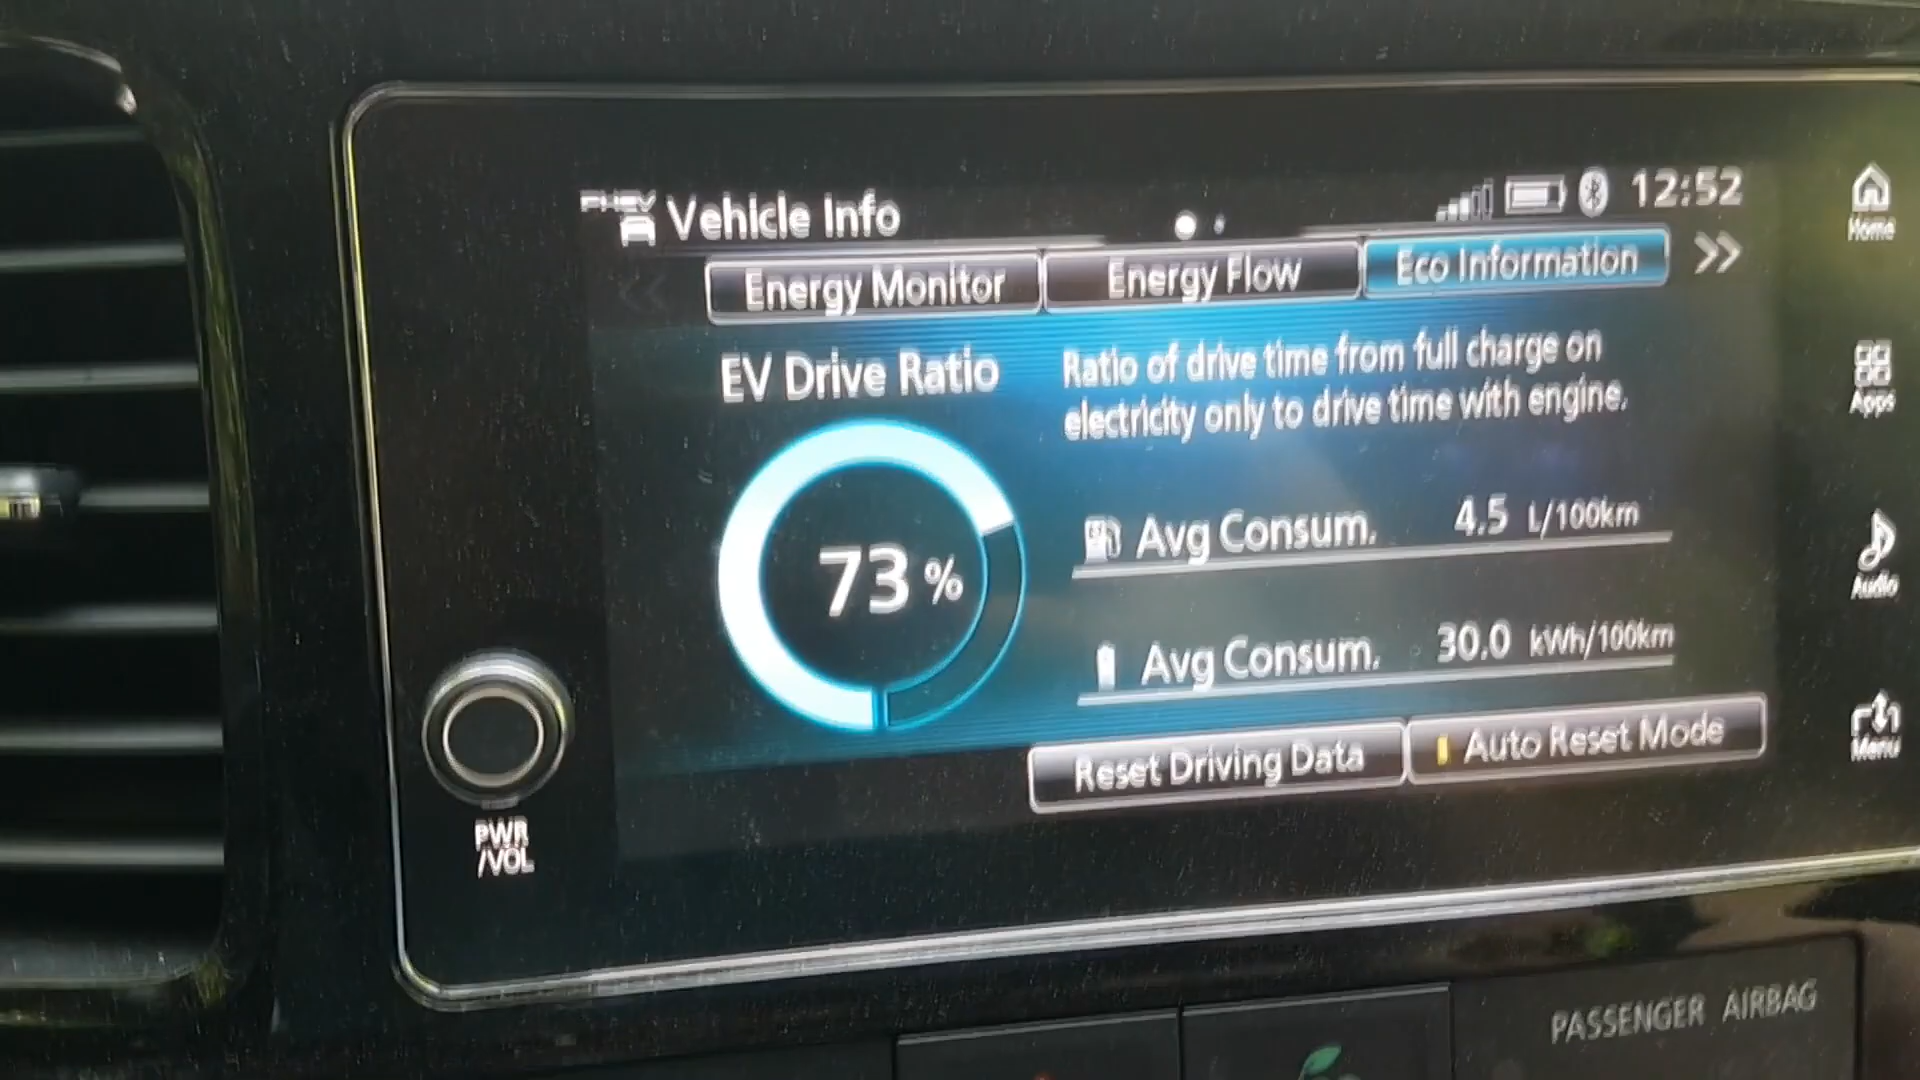 PHEV Vehicle Info
12:52
Energy Monitor
Energy Flow
Eco Information
EV Drive Ratio
Ratio of drive time from full charge on
electricity only to drive time with engine.
73 %
Avg Consum. 4.5 L/100km
Avg Consum. 30.0 kWh/100km
Reset Driving Data
Auto Reset Mode
Home
Apps
Audio
Menu
PWR
/VOL
PASSENGER AIRBAG